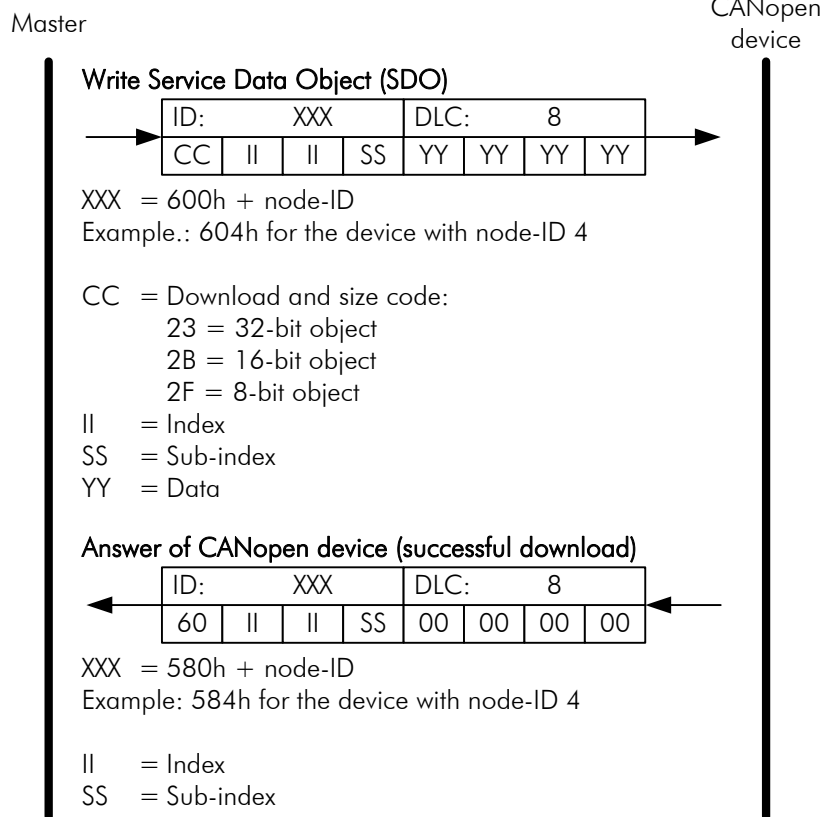 Master
CANopen
device
Write Service Data Object (SDO)
ID: XXX DLC: 8
CC II II SS YY YY YY YY
XXX = 600h + node-ID
Example.: 604h for the device with node-ID 4
CC = Download and size code:
23 = 32-bit object
2B = 16-bit object
2F = 8-bit object
II = Index
SS = Sub-index
YY = Data
Answer of CANopen device (successful download)
ID: XXX DLC: 8
60 II II SS 00 00 00 00
XXX = 580h + node-ID
Example: 584h for the device with node-ID 4
II = Index
SS = Sub-index